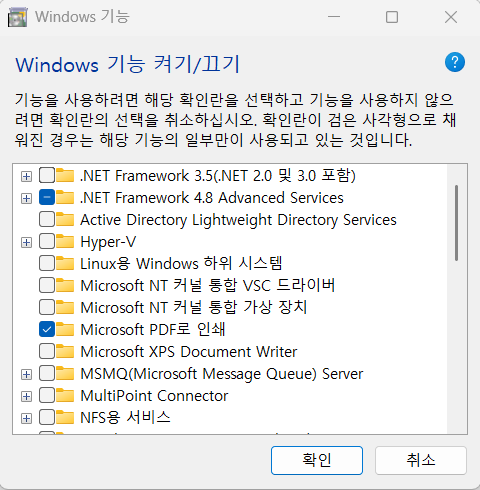 Windows 기능
Windows 기능 켜기/끄기
기능을 사용하려면 해당 확인란을 선택하고 기능을 사용하지 않으
려면 확인란의 선택을 취소하십시오. 확인란이 검은 사각형으로 채
워진 경우는 해당 기능의 일부만이 사용되고 있는 것입니다.
.NET Framework 3.5(.NET 2.0 및 3.0 포함)
.NET Framework 4.8 Advanced Services
Active Directory Lightweight Directory Services
Hyper-V
Linux용 Windows 하위 시스템
Microsoft NT 커널 통합 VSC 드라이버
Microsoft NT 커널 통합 가상 장치
Microsoft PDF로 인쇄
Microsoft XPS Document Writer
MSMQ(Microsoft Message Queue) Server
MultiPoint Connector
NFS용 서비스
확인
취소